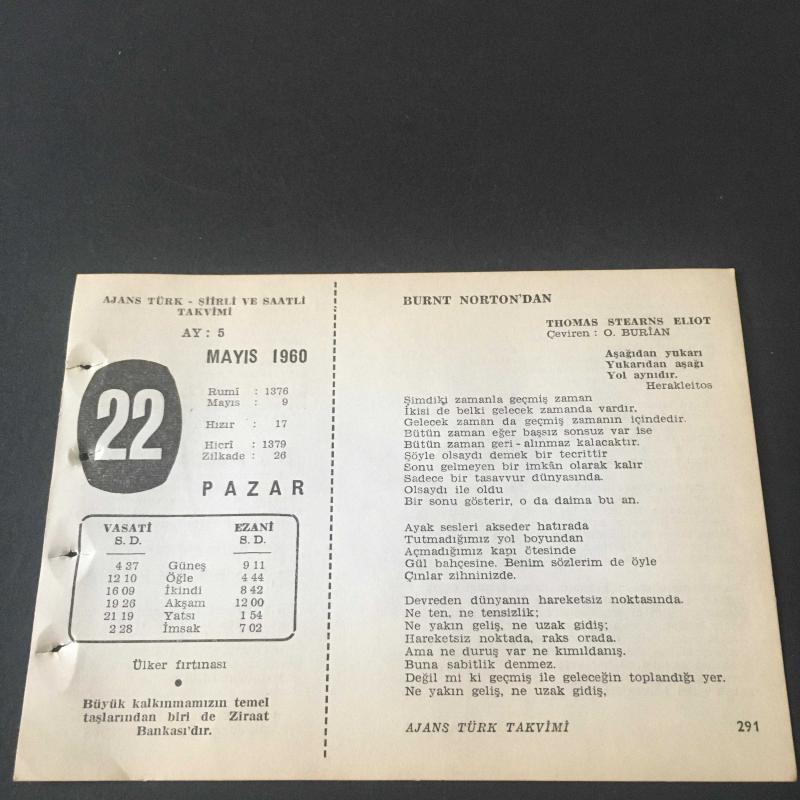 AJANS TÜRK - ŞİİRLİ VE SAATLİ
TAKVİMİ
AY : 5
MAYIS 1960
22
Rumî : 1376
Mayıs : 9
Hızır : 17
Hicrî : 1379
Zilkade : 26
PAZAR
VASATİ EZANİ
S. D. S. D.
4 37 Güneş 9 11
12 10 Öğle 4 44
16 09 İkindi 8 42
19 26 Akşam 12 00
21 19 Yatsı 1 54
2 28 İmsak 7 02
Ülker fırtınası
Büyük kalkınmamızın temel
taşlarından biri de Ziraat
Bankası'dır.
BURNT NORTON'DAN
THOMAS STEARNS ELIOT
Çeviren : O. BURİAN
Aşağıdan yukarı
Yukarıdan aşağı
Yol aynıdır.
Herakleitos
Şimdiki zamanla geçmiş zaman
İkisi de belki gelecek zamanda vardır.
Gelecek zaman da geçmiş zamanın içindedir.
Bütün zaman eğer başsız sonsuz var ise
Bütün zaman geri - alınmaz kalacaktır.
Şöyle olsaydı demek bir tecrittir
Sonu gelmeyen bir imkân olarak kalır
Sadece bir tasavvur dünyasında.
Olsaydı ile oldu
Bir sonu gösterir, o da daima bu an.
Ayak sesleri akseder hatırada
Tutmadığımız yol boyundan
Açmadığımız kapı ötesinde
Gül bahçesine. Benim sözlerim de öyle
Çınlar zihninizde.
Devreden dünyanın hareketsiz noktasında.
Ne ten, ne tensizlik;
Ne yakın geliş, ne uzak gidiş;
Hareketsiz noktada, raks orada.
Ama ne duruş var ne kımıldanış.
Buna sabitlik denmez.
Değil mi ki geçmiş ile geleceğin toplandığı yer.
Ne yakın geliş, ne uzak gidiş,
AJANS TÜRK TAKVİMİ 291